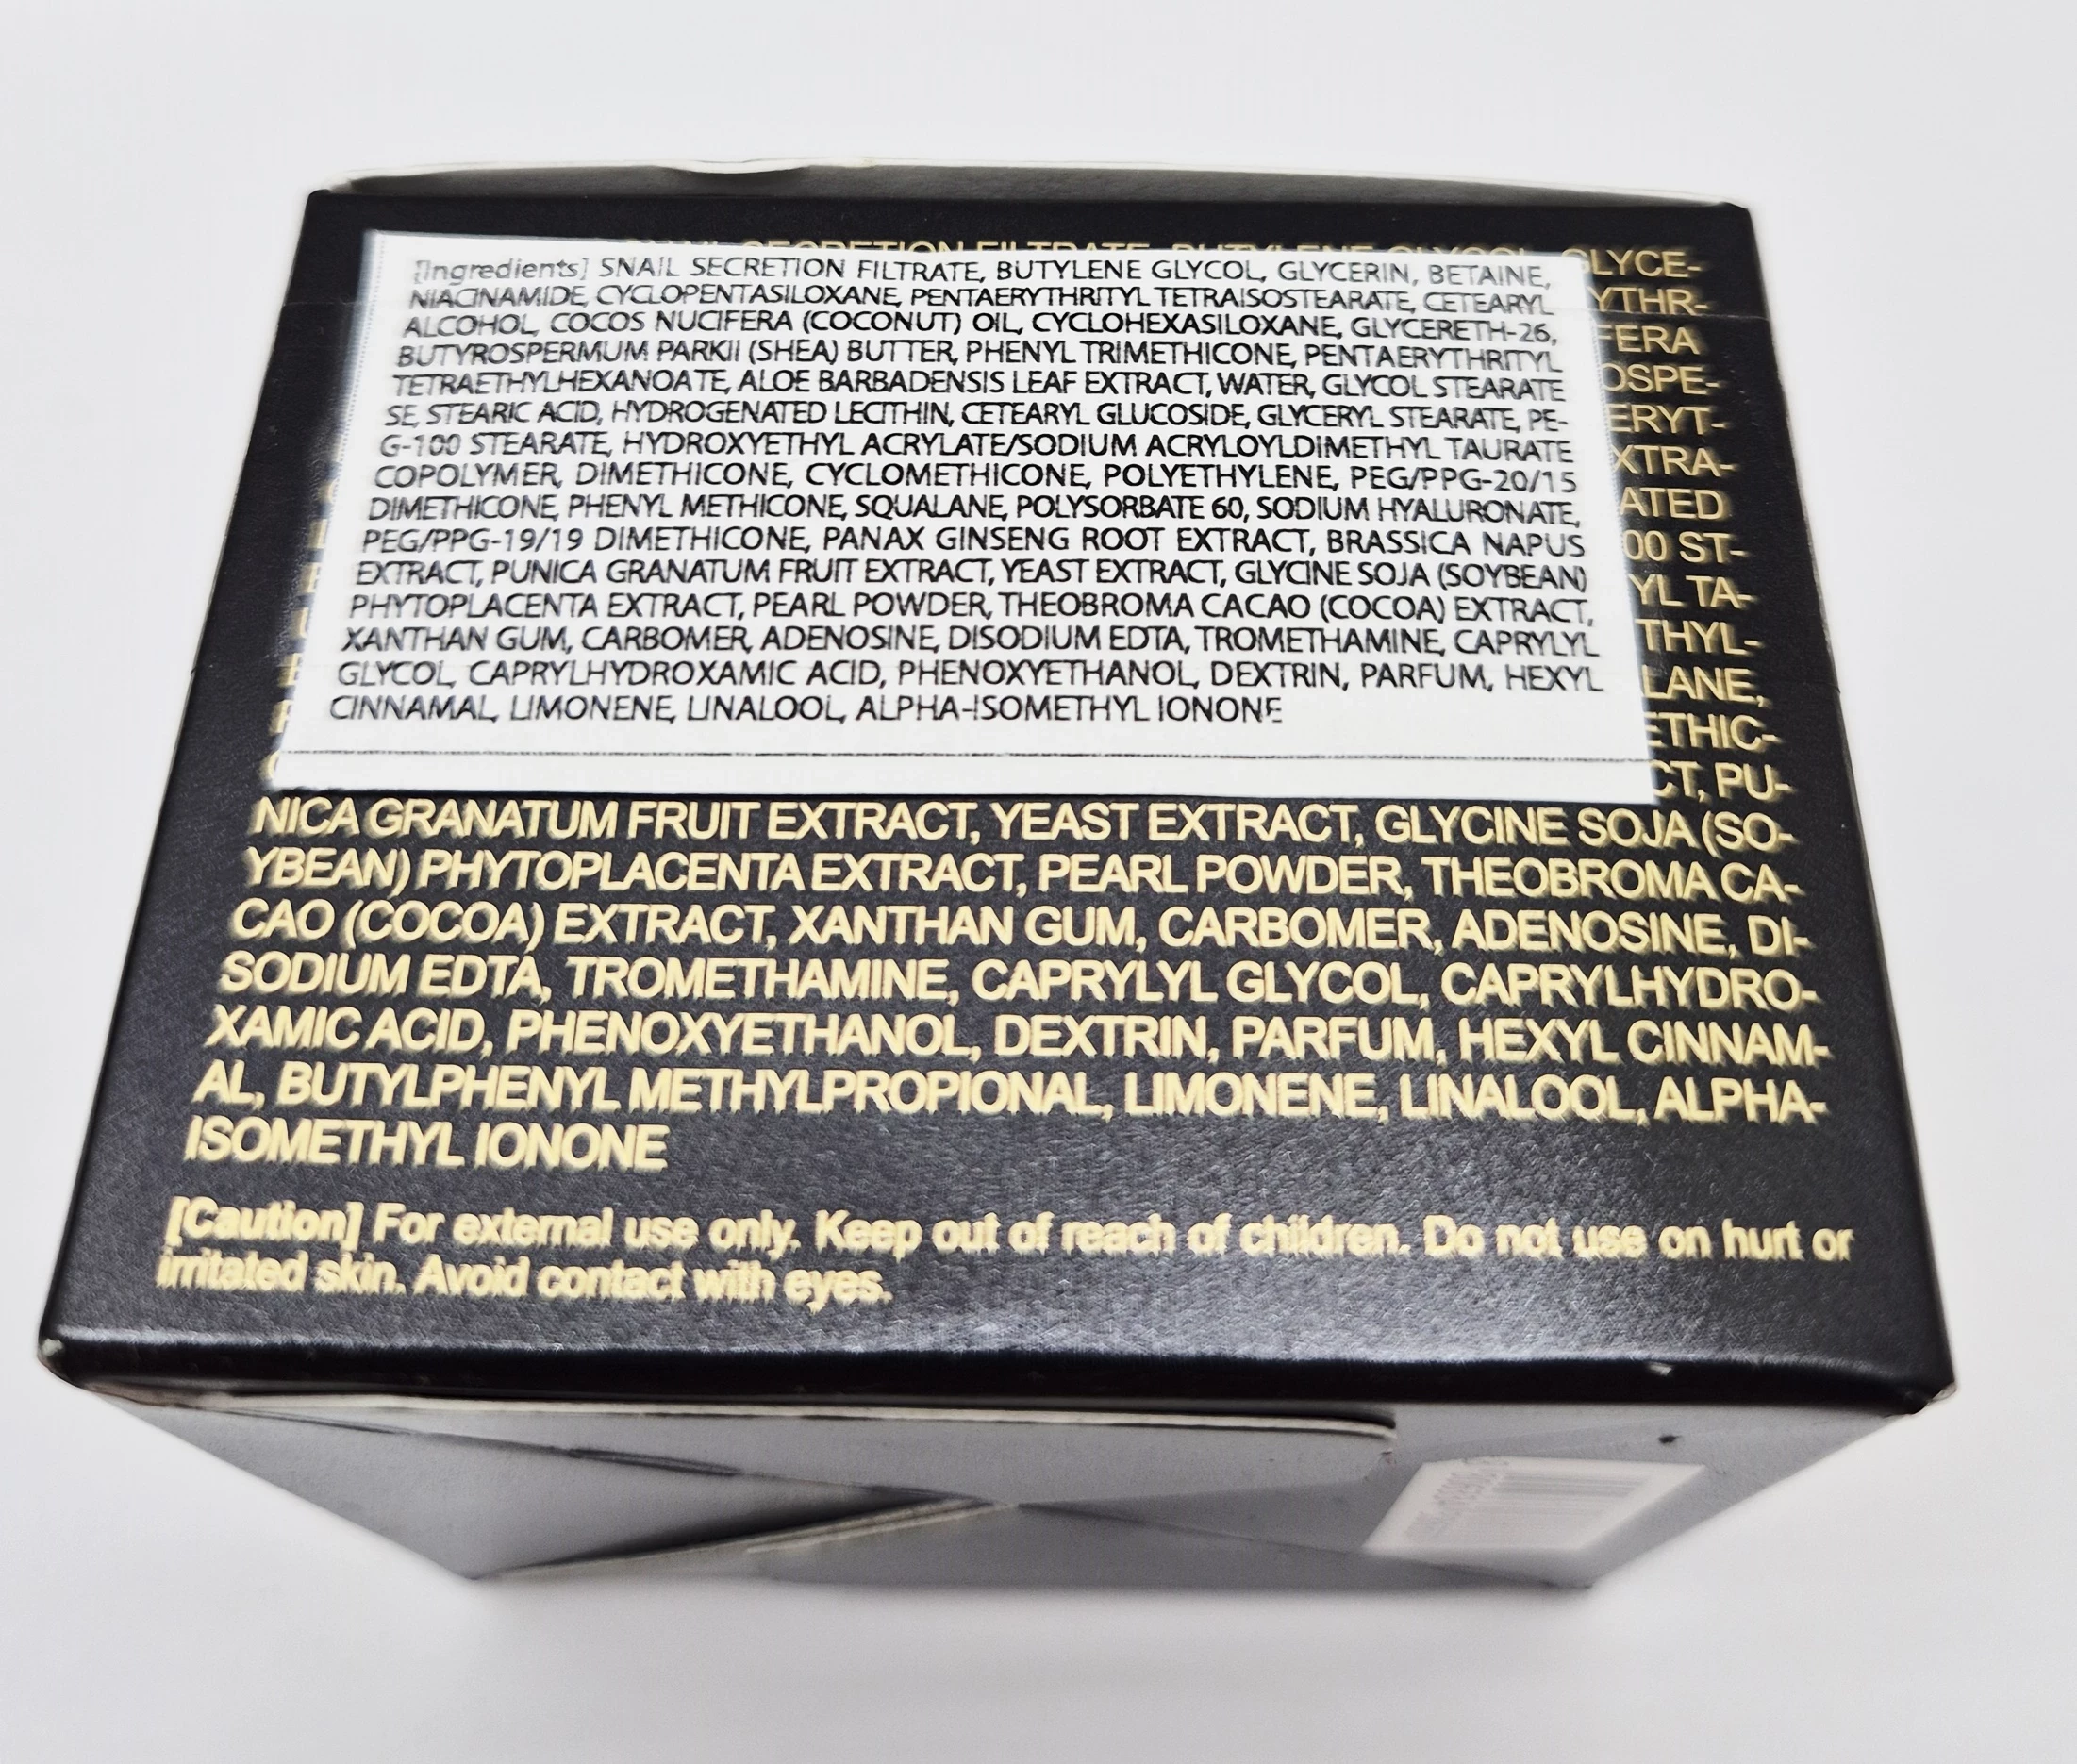 [Ingredients] SNAIL SECRETION FILTRATE, BUTYLENE GLYCOL, GLYCERIN, BETAINE,
NIACINAMIDE, CYCLOPENTASILOXANE, PENTAERYTHRITYL TETRAISOSTEARATE, CETEARYL
ALCOHOL, COCOS NUCIFERA (COCONUT) OIL, CYCLOHEXASILOXANE, GLYCERETH-26,
BUTYROSPERMUM PARKII (SHEA) BUTTER, PHENYL TRIMETHICONE, PENTAERYTHRITYL
TETRAETHYLHEXANOATE, ALOE BARBADENSIS LEAF EXTRACT, WATER, GLYCOL STEARATE
SE, STEARIC ACID, HYDROGENATED LECITHIN, CETEARYL GLUCOSIDE, GLYCERYL STEARATE, PE-
G-100 STEARATE, HYDROXYETHYL ACRYLATE/SODIUM ACRYLOYLDIMETHYL TAURATE
COPOLYMER, DIMETHICONE, CYCLOMETHICONE, POLYETHYLENE, PEG/PPG-20/15
DIMETHICONE, PHENYL METHICONE, SQUALANE, POLYSORBATE 60, SODIUM HYALURONATE,
PEG/PPG-19/19 DIMETHICONE, PANAX GINSENG ROOT EXTRACT, BRASSICA NAPUS
EXTRACT, PUNICA GRANATUM FRUIT EXTRACT, YEAST EXTRACT, GLYCINE SOJA (SOYBEAN)
PHYTOPLACENTA EXTRACT, PEARL POWDER, THEOBROMA CACAO (COCOA) EXTRACT,
XANTHAN GUM, CARBOMER, ADENOSINE, DISODIUM EDTA, TROMETHAMINE, CAPRYLYL
GLYCOL, CAPRYLHYDROXAMIC ACID, PHENOXYETHANOL, DEXTRIN, PARFUM, HEXYL
CINNAMAL, LIMONENE, LINALOOL, ALPHA-ISOMETHYL IONONE
SECRETION FILTRATE, BUTYLENE GLYCOL, GLYCE-
YTHR-
FERA
OSPE-
ERYT-
XTRA-
ATED
00 ST-
YL TA-
THYL-
LANE,
ETHIC-
CT, PU-
NICA GRANATUM FRUIT EXTRACT, YEAST EXTRACT, GLYCINE SOJA (SO-
YBEAN) PHYTOPLACENTA EXTRACT, PEARL POWDER, THEOBROMA CA-
CAO (COCOA) EXTRACT, XANTHAN GUM, CARBOMER, ADENOSINE, DI-
SODIUM EDTA, TROMETHAMINE, CAPRYLYL GLYCOL, CAPRYLHYDRO-
XAMIC ACID, PHENOXYETHANOL, DEXTRIN, PARFUM, HEXYL CINNAM-
AL, BUTYLPHENYL METHYLPROPIONAL, LIMONENE, LINALOOL, ALPHA-
ISOMETHYL IONONE
[Caution] For external use only. Keep out of reach of children. Do not use on hurt or
irritated skin. Avoid contact with eyes.